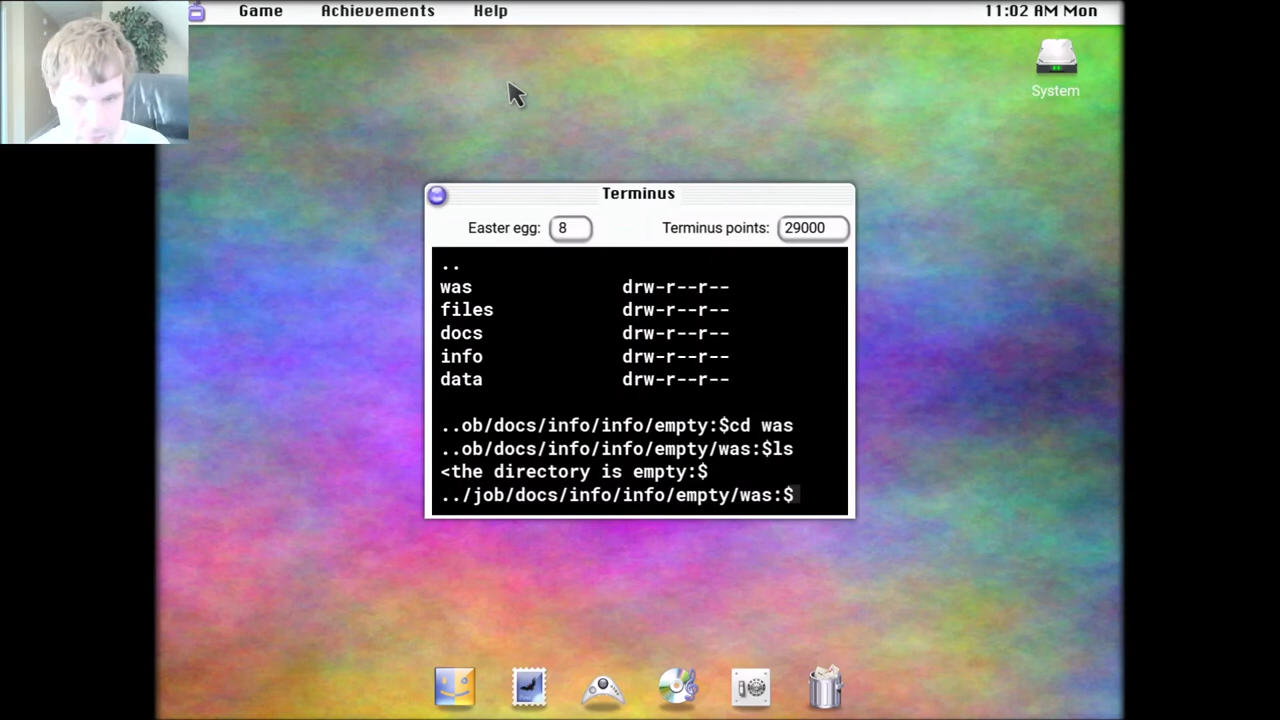 Game Achievements Help 11:02 AM Mon
System
Terminus
Easter egg: 8 Terminus points: 29000
..
was drw-r--r--
files drw-r--r--
docs drw-r--r--
info drw-r--r--
data drw-r--r--
..ob/docs/info/info/empty:$cd was
..ob/docs/info/info/empty/was:$ls
<the directory is empty:$
../job/docs/info/info/empty/was:$